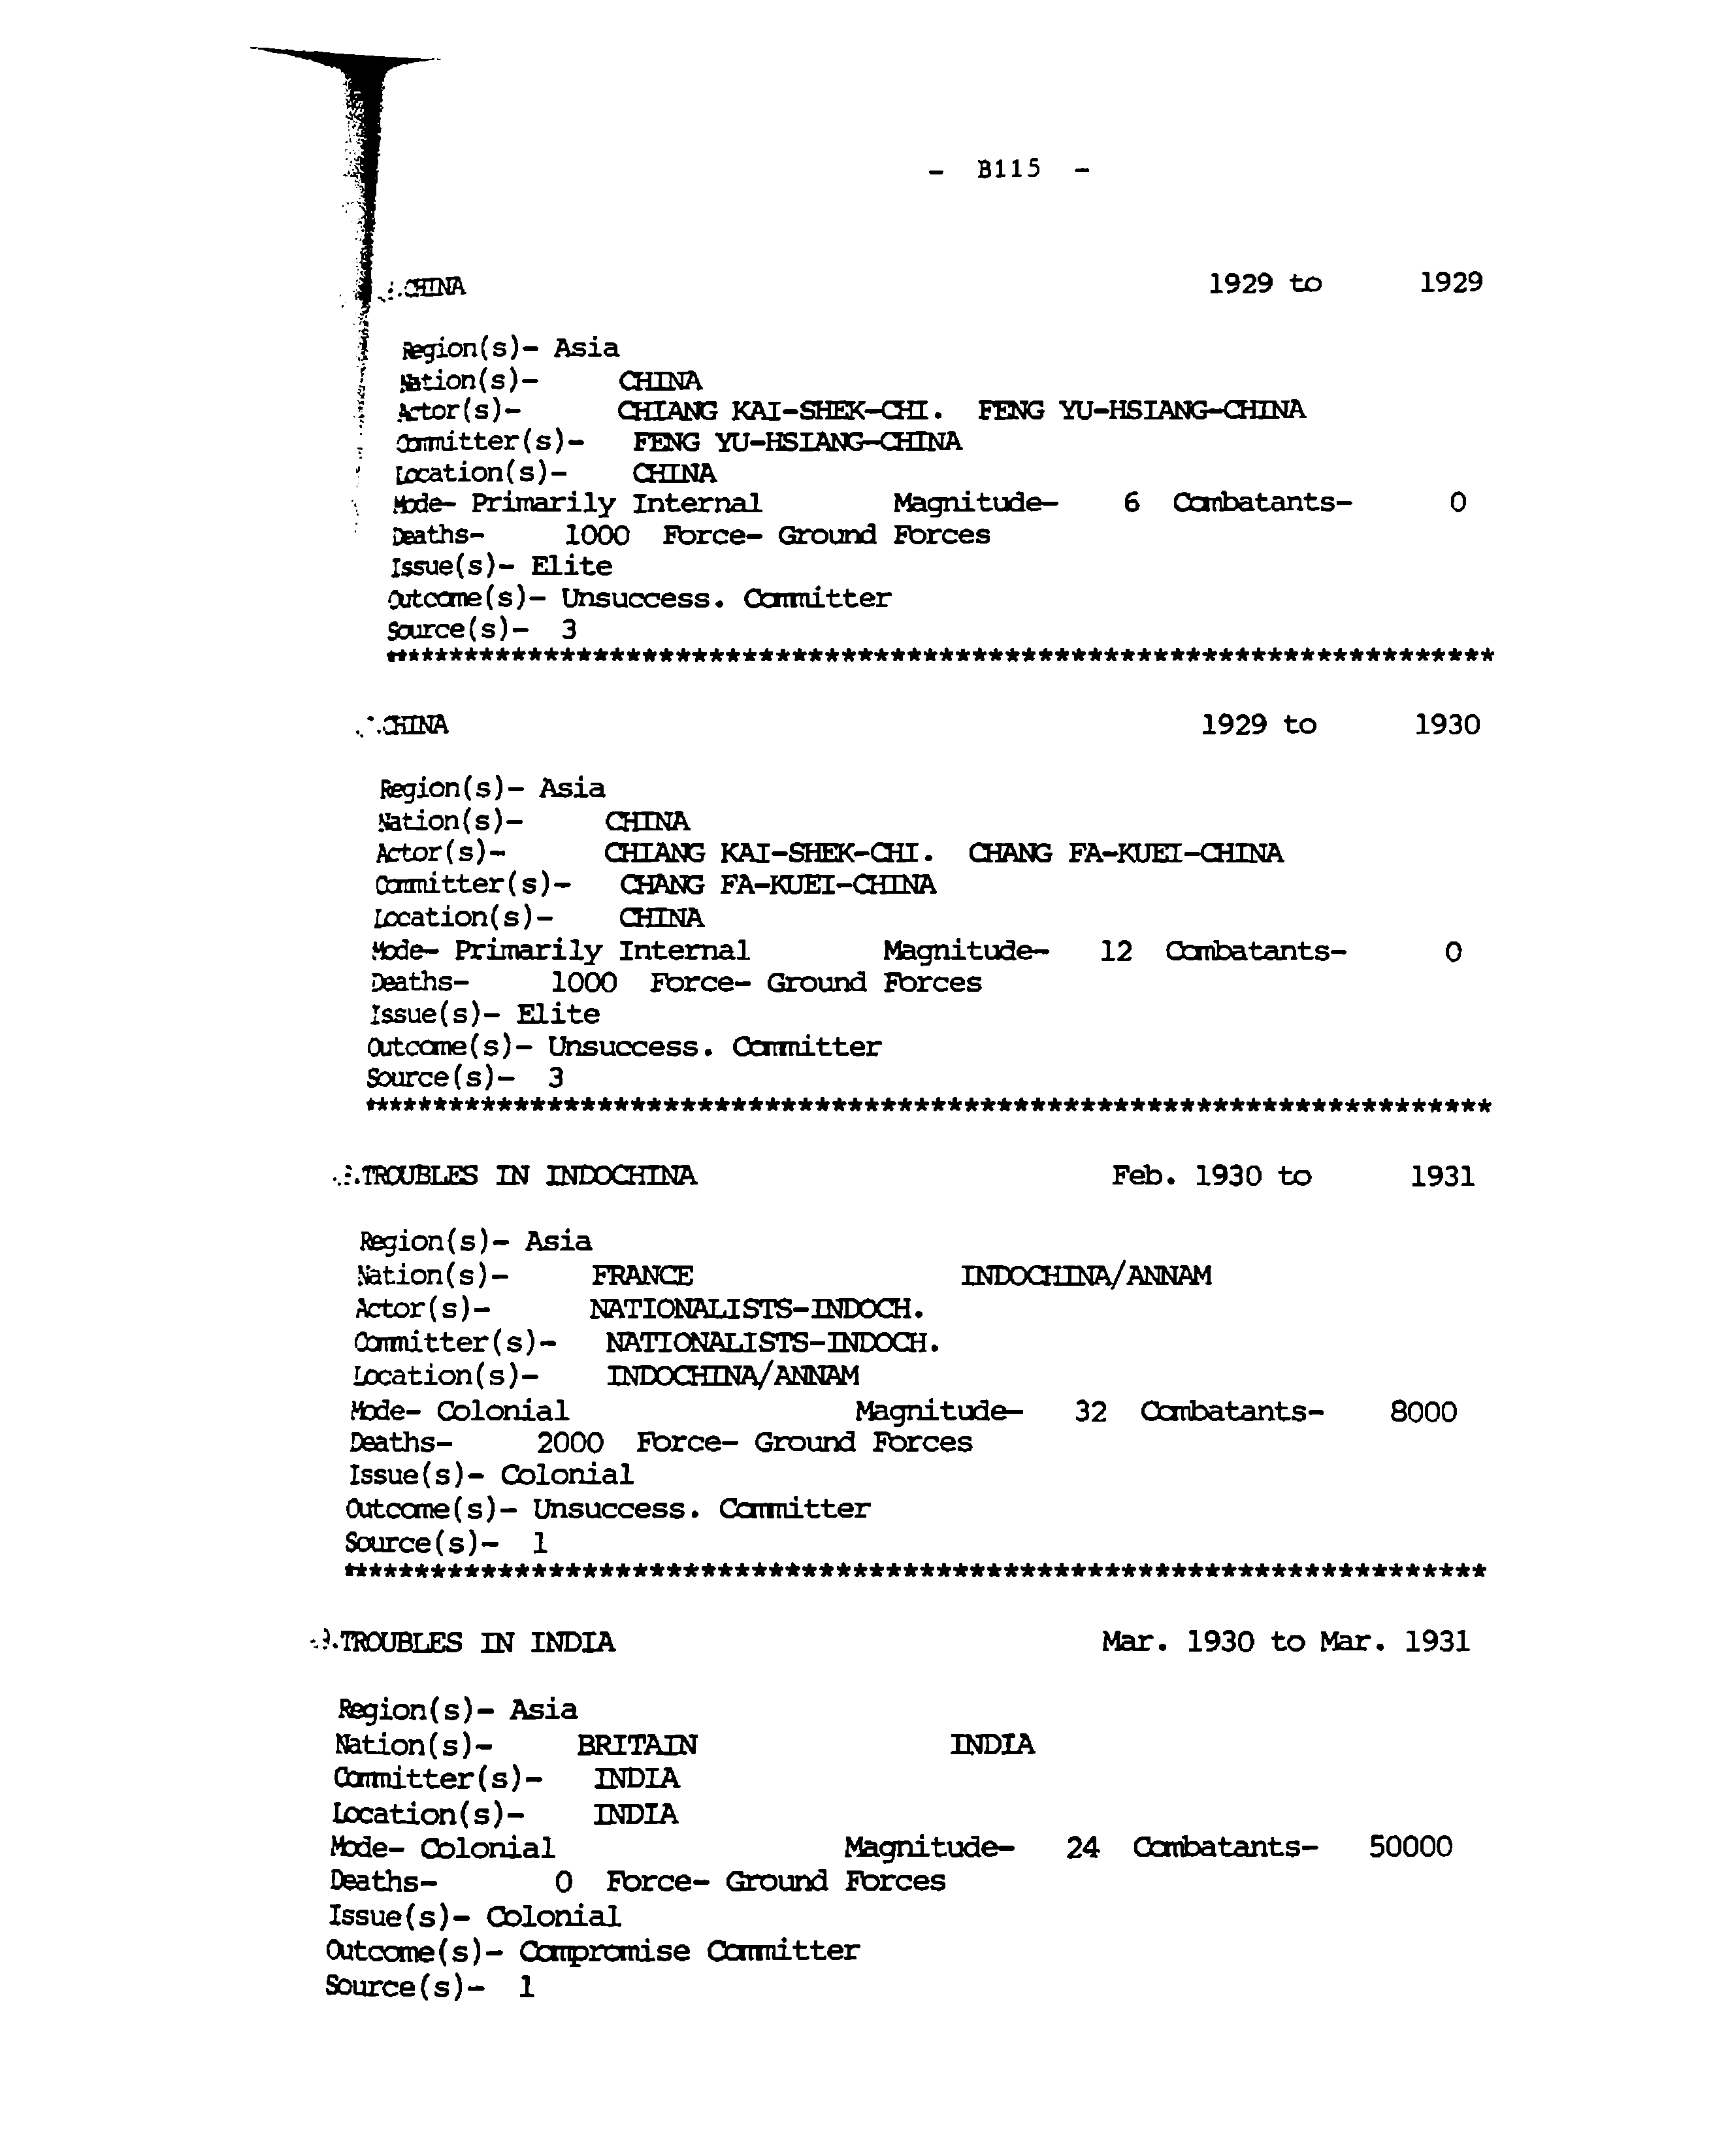 - B115 -
CHINA 1929 to 1929
Region(s)- Asia
Nation(s)- CHINA
Actor(s)- CHIANG KAI-SHEK-CHI. FENG YU-HSIANG-CHINA
Committer(s)- FENG YU-HSIANG-CHINA
Location(s)- CHINA
Mode- Primarily Internal Magnitude- 6 Combatants- 0
Deaths- 1000 Force- Ground Forces
Issue(s)- Elite
Outcome(s)- Unsuccess. Committer
Source(s)- 3
*******************************************************************
CHINA 1929 to 1930
Region(s)- Asia
Nation(s)- CHINA
Actor(s)- CHIANG KAI-SHEK-CHI. CHANG FA-KUEI-CHINA
Committer(s)- CHANG FA-KUEI-CHINA
Location(s)- CHINA
Mode- Primarily Internal Magnitude- 12 Combatants- 0
Deaths- 1000 Force- Ground Forces
Issue(s)- Elite
Outcome(s)- Unsuccess. Committer
Source(s)- 3
*******************************************************************
TROUBLES IN INDOCHINA Feb. 1930 to 1931
Region(s)- Asia
Nation(s)- FRANCE INDOCHINA/ANNAM
Actor(s)- NATIONALISTS-INDOCH.
Committer(s)- NATIONALISTS-INDOCH.
Location(s)- INDOCHINA/ANNAM
Mode- Colonial Magnitude- 32 Combatants- 8000
Deaths- 2000 Force- Ground Forces
Issue(s)- Colonial
Outcome(s)- Unsuccess. Committer
Source(s)- 1
*******************************************************************
TROUBLES IN INDIA Mar. 1930 to Mar. 1931
Region(s)- Asia
Nation(s)- BRITAIN INDIA
Committer(s)- INDIA
Location(s)- INDIA
Mode- Colonial Magnitude- 24 Combatants- 50000
Deaths- 0 Force- Ground Forces
Issue(s)- Colonial
Outcome(s)- Compromise Committer
Source(s)- 1